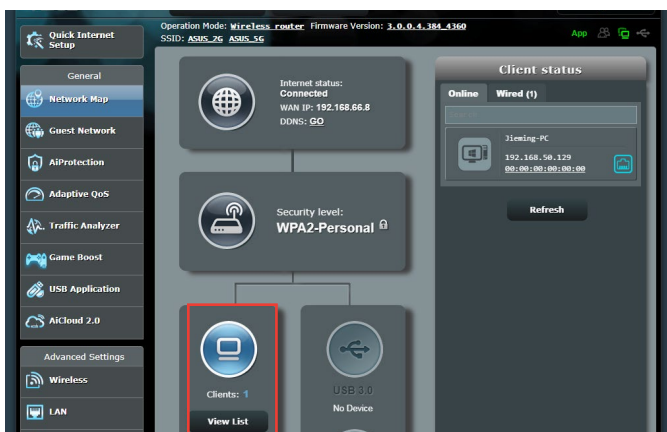 Operation Mode: Wireless router Firmware Version: 3.0.0.4.384_4360
SSID: ASUS_2G ASUS_5G
App
Quick Internet
Setup
General
Network Map
Guest Network
AiProtection
Adaptive QoS
Traffic Analyzer
Game Boost
USB Application
AiCloud 2.0
Advanced Settings
Wireless
LAN
Internet status:
Connected
WAN IP: 192.168.66.8
DDNS: GO
Security level:
WPA2-Personal
Clients: 1
View List
USB 3.0
No Device
Client status
Online Wired (1)
Search
Jieming-PC
192.168.50.129
00:00:00:00:00:00
Refresh